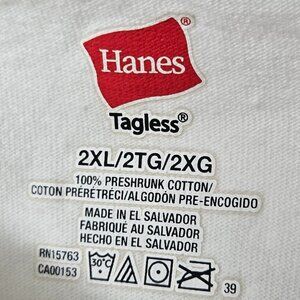 Hanes®
Tagless®
2XL/2TG/2XG
100% PRESHRUNK COTTON/
COTON PRÉRÉTRÉCI/ALGODÓN PRE-ENCOGIDO
MADE IN EL SALVADOR
FABRIQUÉ AU SALVADOR
HECHO EN EL SALVADOR
RN15763
CA00153
30°C
39